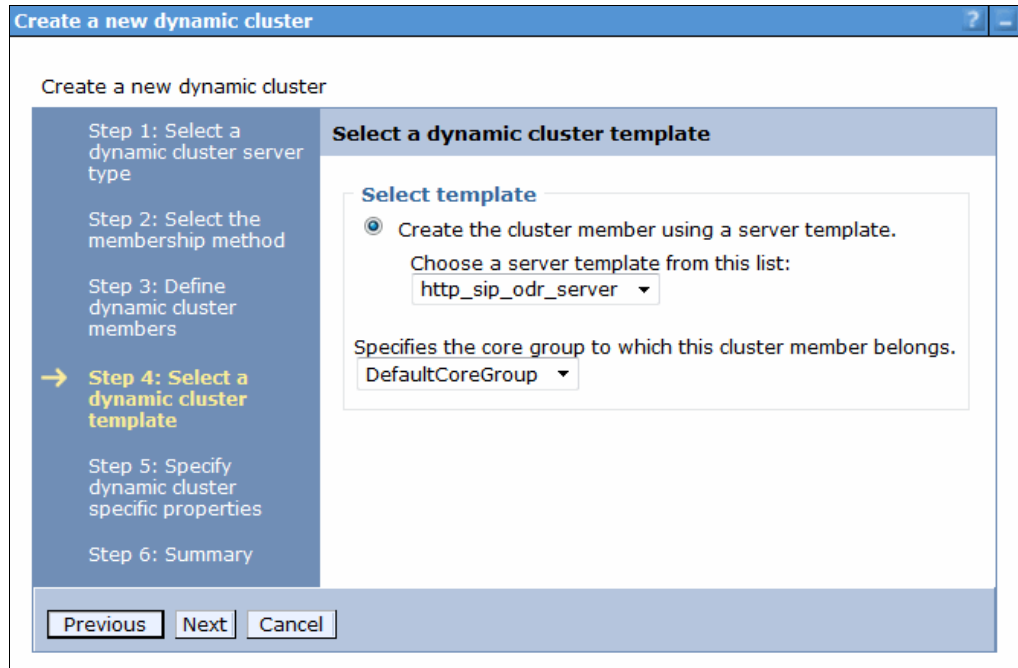 Create a new dynamic cluster
?
Create a new dynamic cluster
Step 1: Select a
dynamic cluster server
type
Step 2: Select the
membership method
Step 3: Define
dynamic cluster
members
Step 4: Select a
dynamic cluster
template
Step 5: Specify
dynamic cluster
specific properties
Step 6: Summary
Select a dynamic cluster template
Select template
Create the cluster member using a server template.
Choose a server template from this list:
http_sip_odr_server
Specifies the core group to which this cluster member belongs.
DefaultCoreGroup
Previous Next Cancel